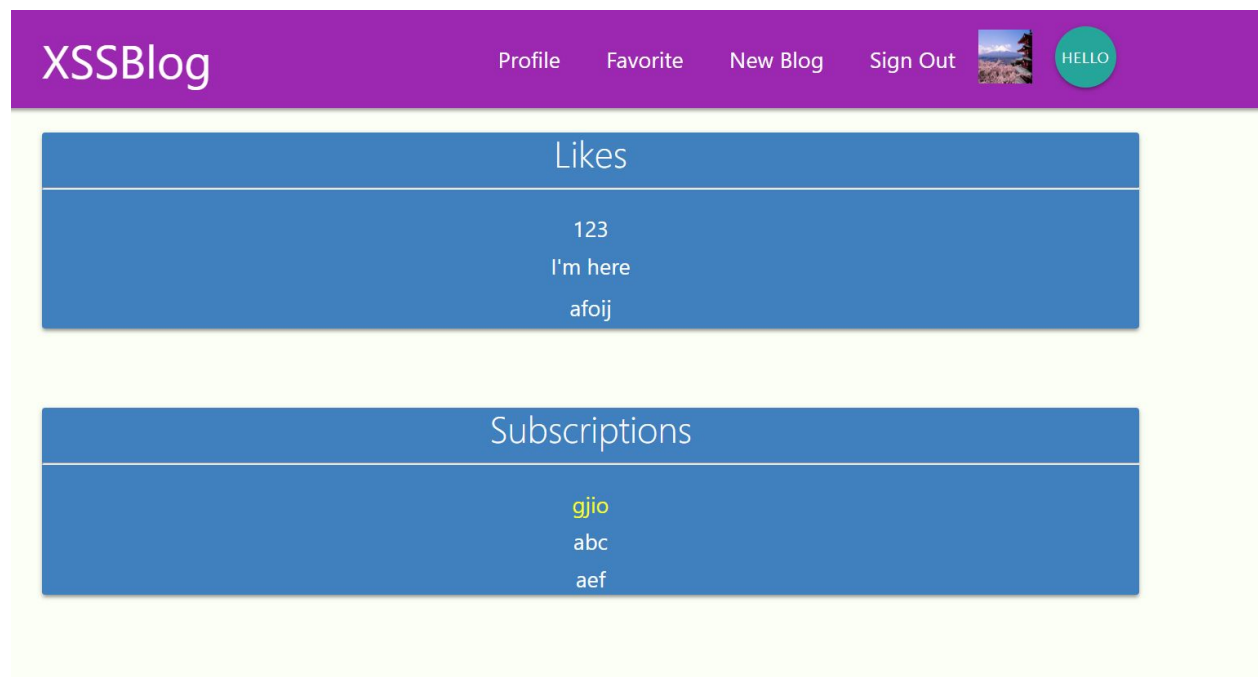 XSSBlog Profile Favorite New Blog Sign Out HELLO
Likes
123
I'm here
afoij
Subscriptions
gjio
abc
aef